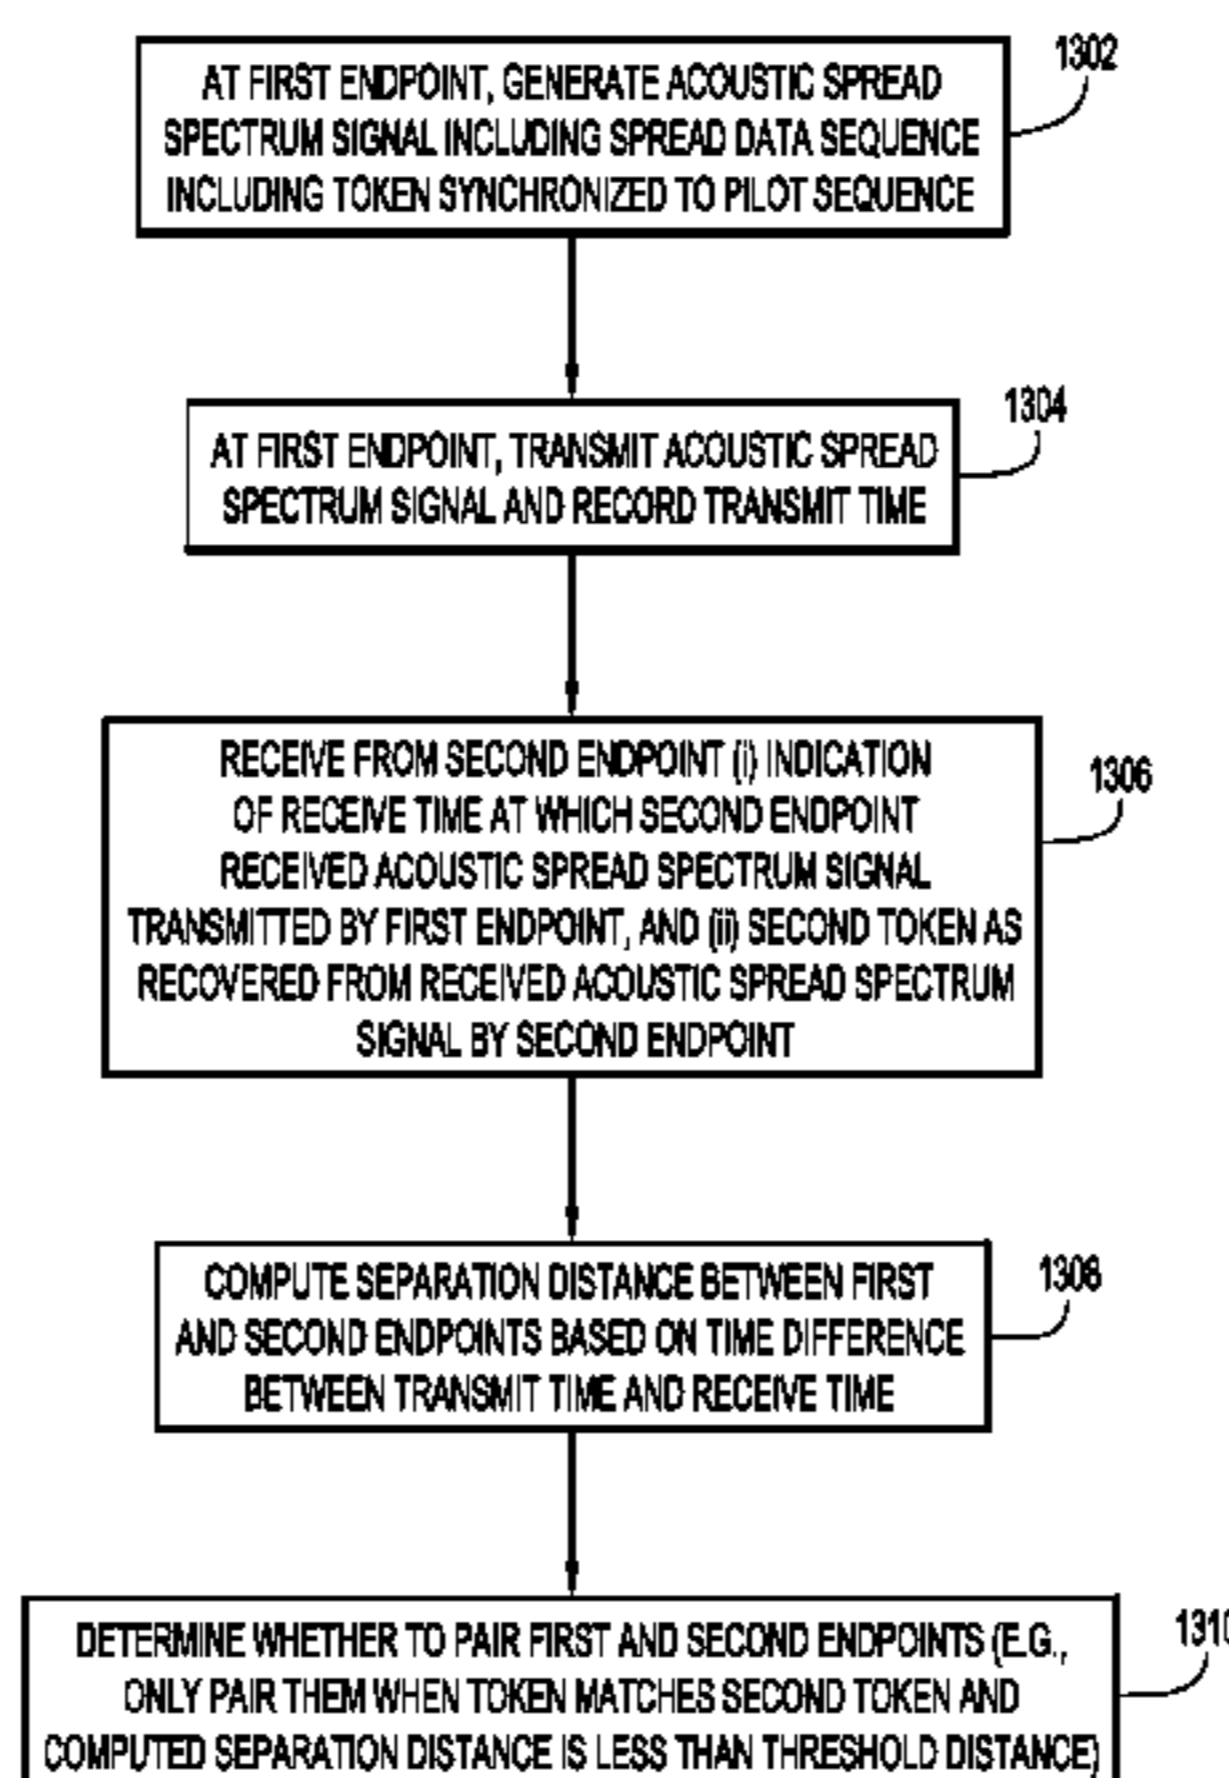 1302
AT FIRST ENDPOINT, GENERATE ACOUSTIC SPREAD
SPECTRUM SIGNAL INCLUDING SPREAD DATA SEQUENCE
INCLUDING TOKEN SYNCHRONIZED TO PILOT SEQUENCE
1304
AT FIRST ENDPOINT, TRANSMIT ACOUSTIC SPREAD
SPECTRUM SIGNAL AND RECORD TRANSMIT TIME
1306
RECEIVE FROM SECOND ENDPOINT (i) INDICATION
OF RECEIVE TIME AT WHICH SECOND ENDPOINT
RECEIVED ACOUSTIC SPREAD SPECTRUM SIGNAL
TRANSMITTED BY FIRST ENDPOINT, AND (ii) SECOND TOKEN AS
RECOVERED FROM RECEIVED ACOUSTIC SPREAD SPECTRUM
SIGNAL BY SECOND ENDPOINT
1308
COMPUTE SEPARATION DISTANCE BETWEEN FIRST
AND SECOND ENDPOINTS BASED ON TIME DIFFERENCE
BETWEEN TRANSMIT TIME AND RECEIVE TIME
1310
DETERMINE WHETHER TO PAIR FIRST AND SECOND ENDPOINTS (E.G.,
ONLY PAIR THEM WHEN TOKEN MATCHES SECOND TOKEN AND
COMPUTED SEPARATION DISTANCE IS LESS THAN THRESHOLD DISTANCE)